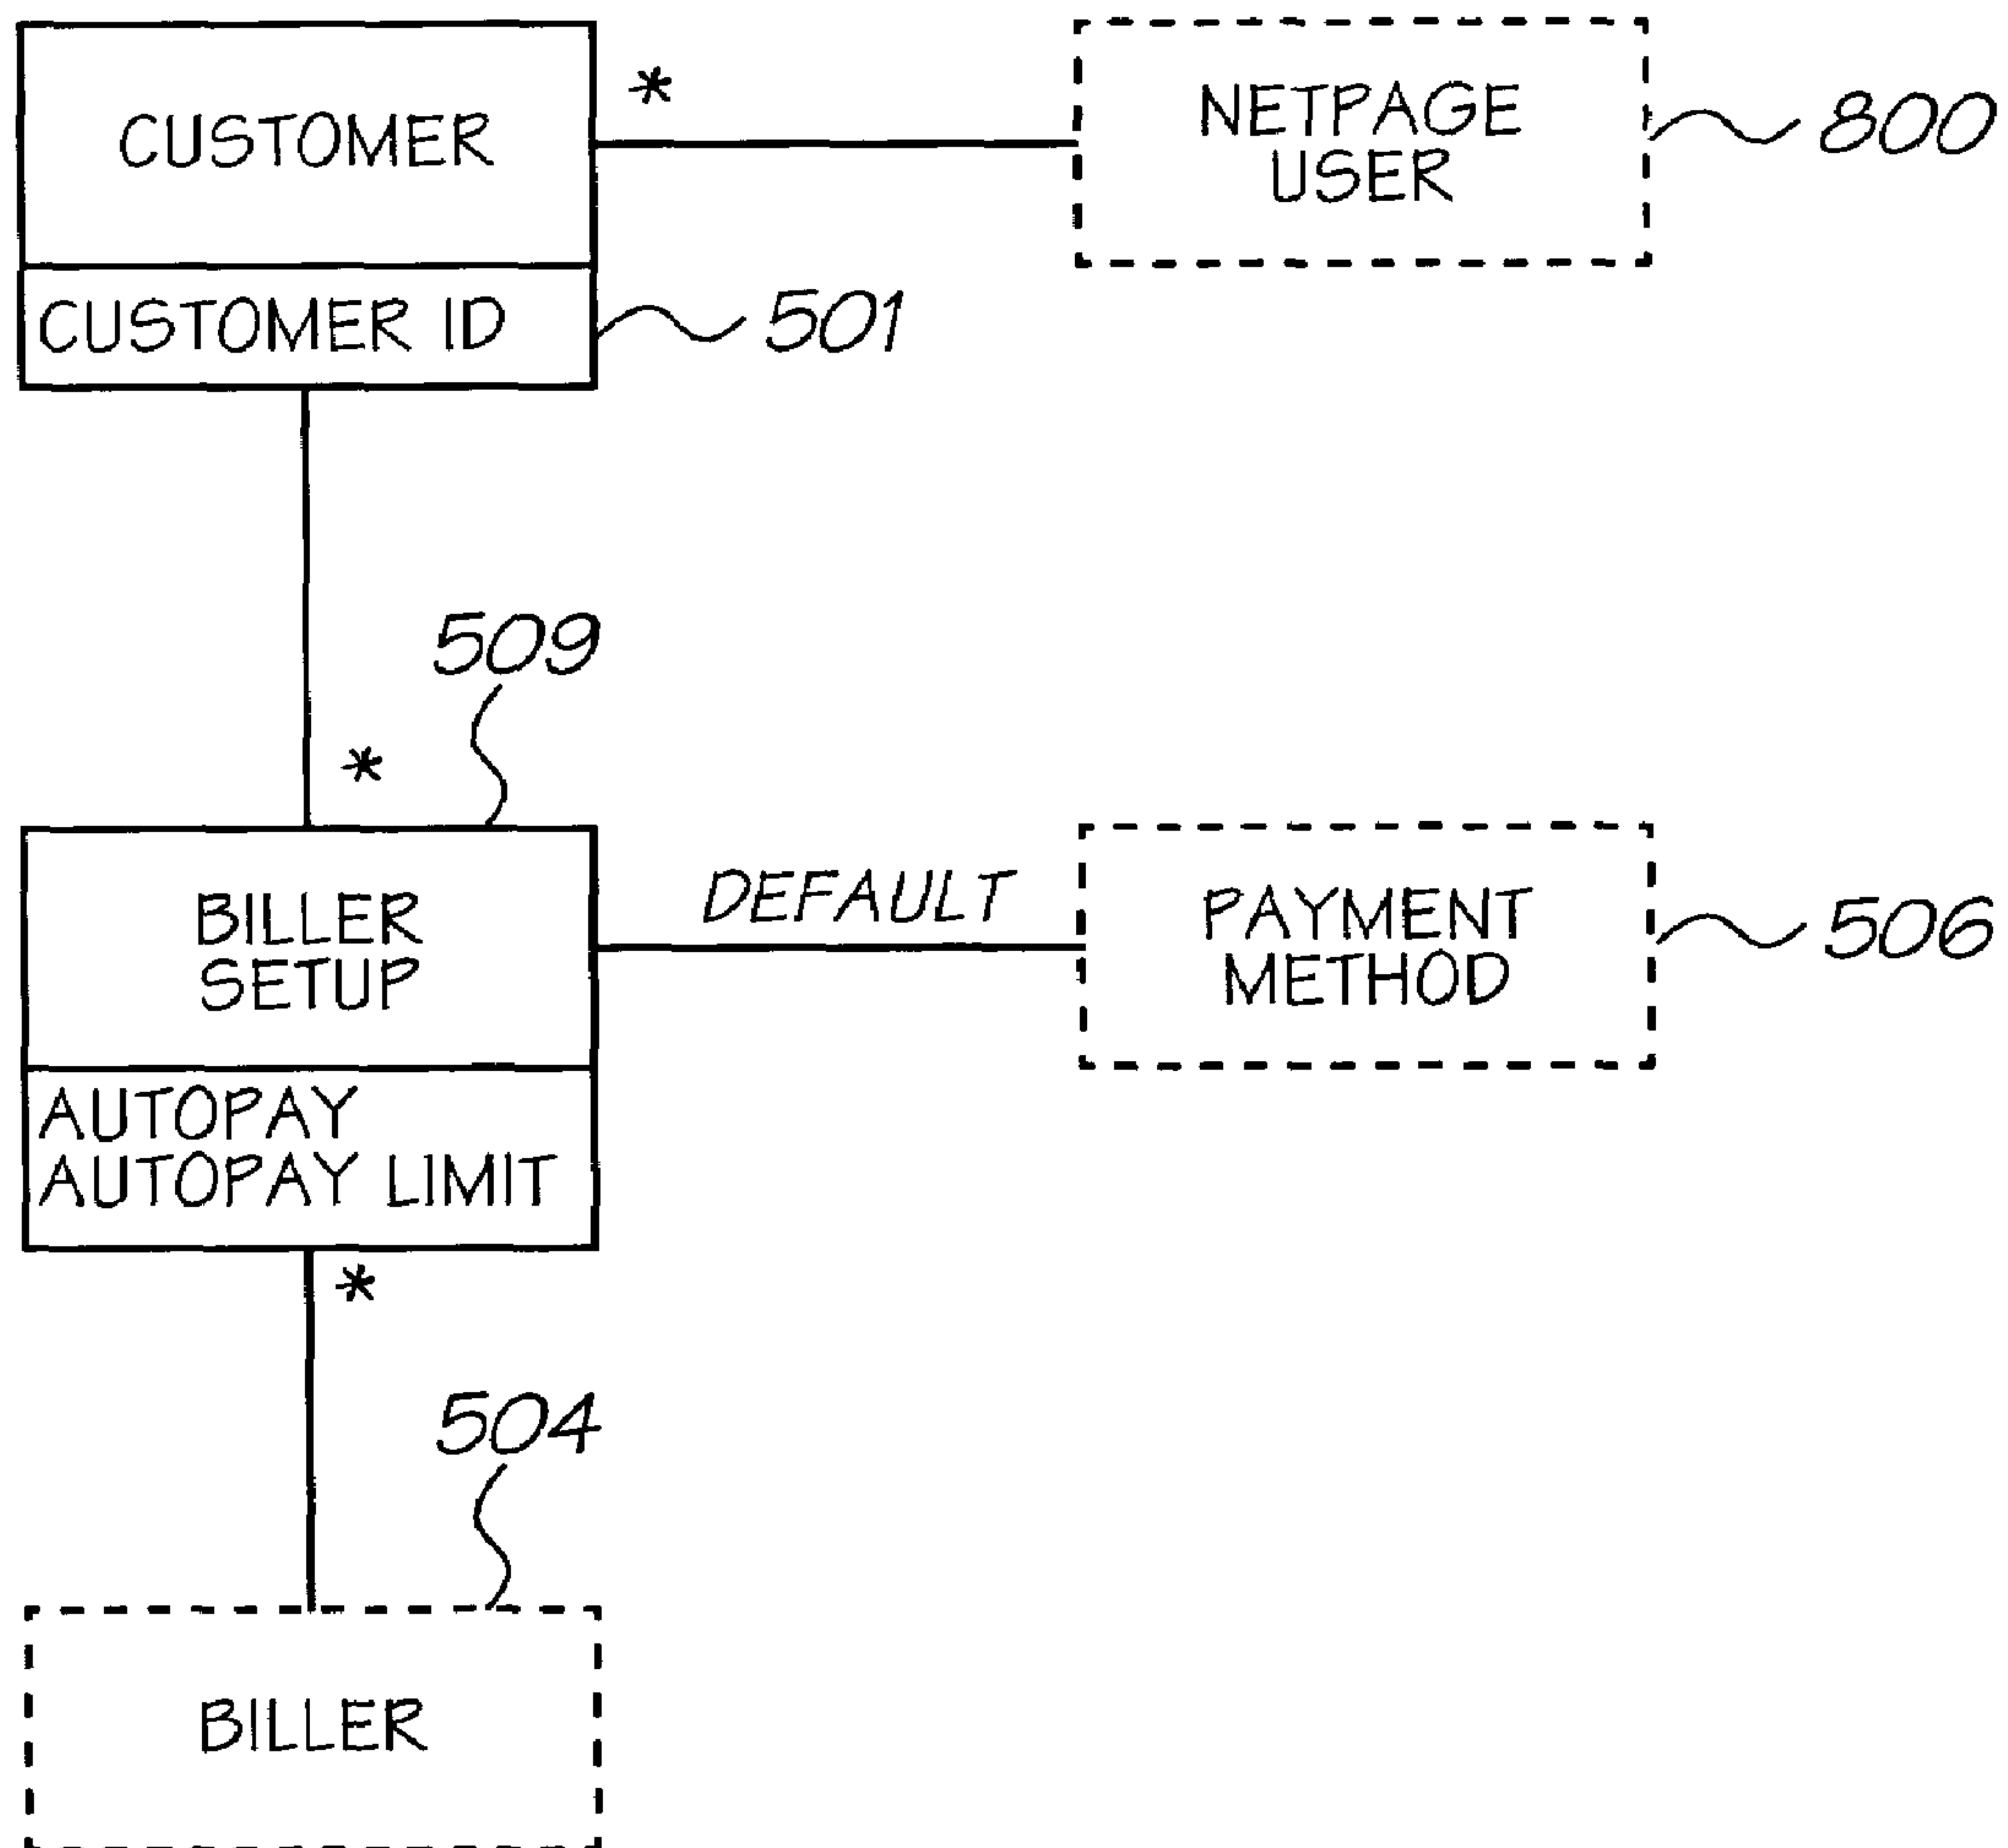 CUSTOMER
*
NETPAGE
USER
800
CUSTOMER ID
501
509
*
BILLER
SETUP
DEFAULT
PAYMENT
METHOD
506
AUTOPAY
AUTOPAY LIMIT
*
504
BILLER